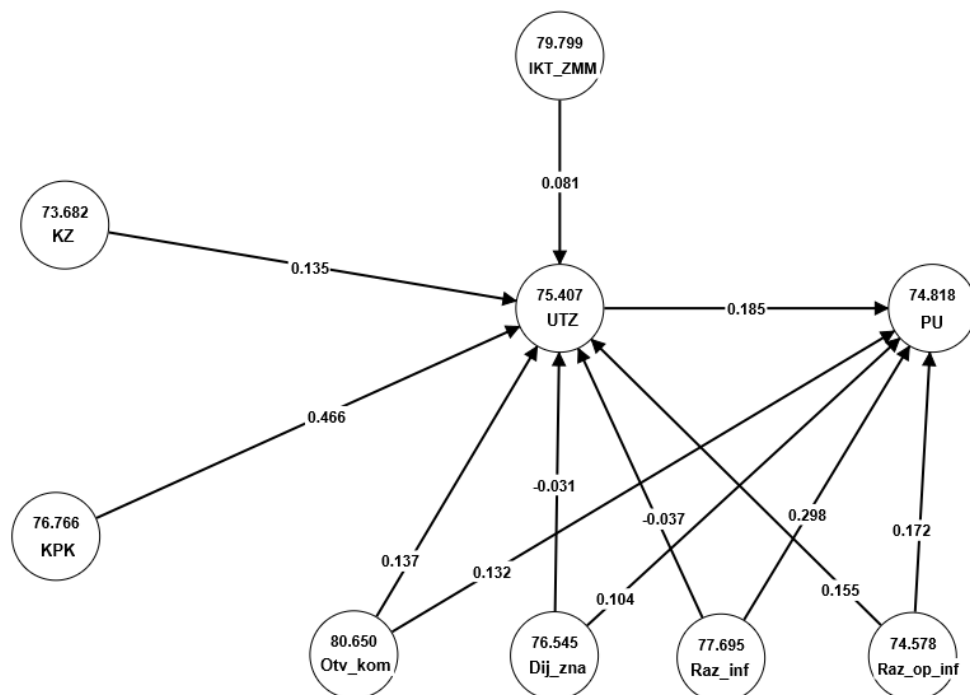 79.799
IKT_ZMM
0.081
73.682
KZ
0.135
75.407
UTZ
0.185
74.818
PU
0.466
76.766
KPK
-0.031
-0.037
0.298
0.172
0.137
0.132
0.104
0.155
80.650
Otv_kom
76.545
Dij_zna
77.695
Raz_inf
74.578
Raz_op_inf